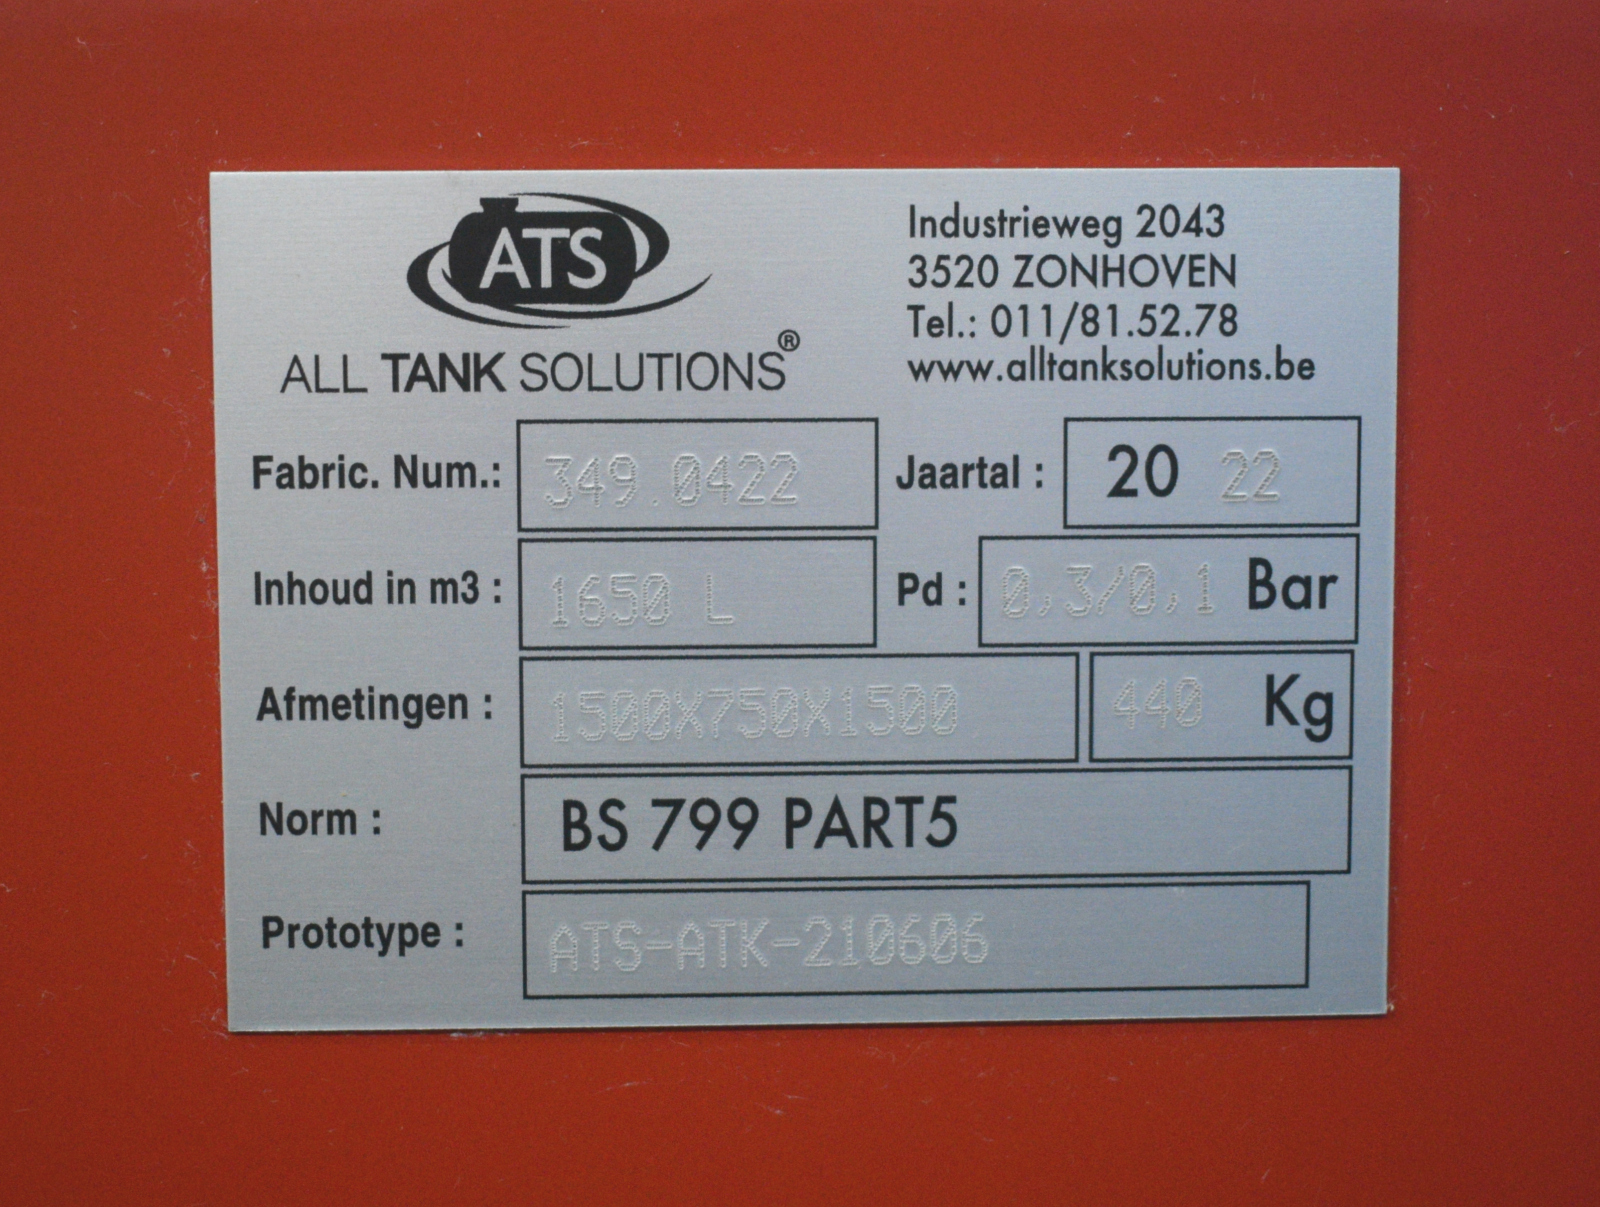 ATS
ALL TANK SOLUTIONS®
Industrieweg 2043
3520 ZONHOVEN
Tel.: 011/81.52.78
www.alltanksolutions.be
Fabric. Num.: 349.0422 Jaartal : 20 22
Inhoud in m3 : 1650 L Pd : 0,3/0,1 Bar
Afmetingen : 1500X750X1500 440 Kg
Norm : BS 799 PART5
Prototype : ATS-ATK-210606